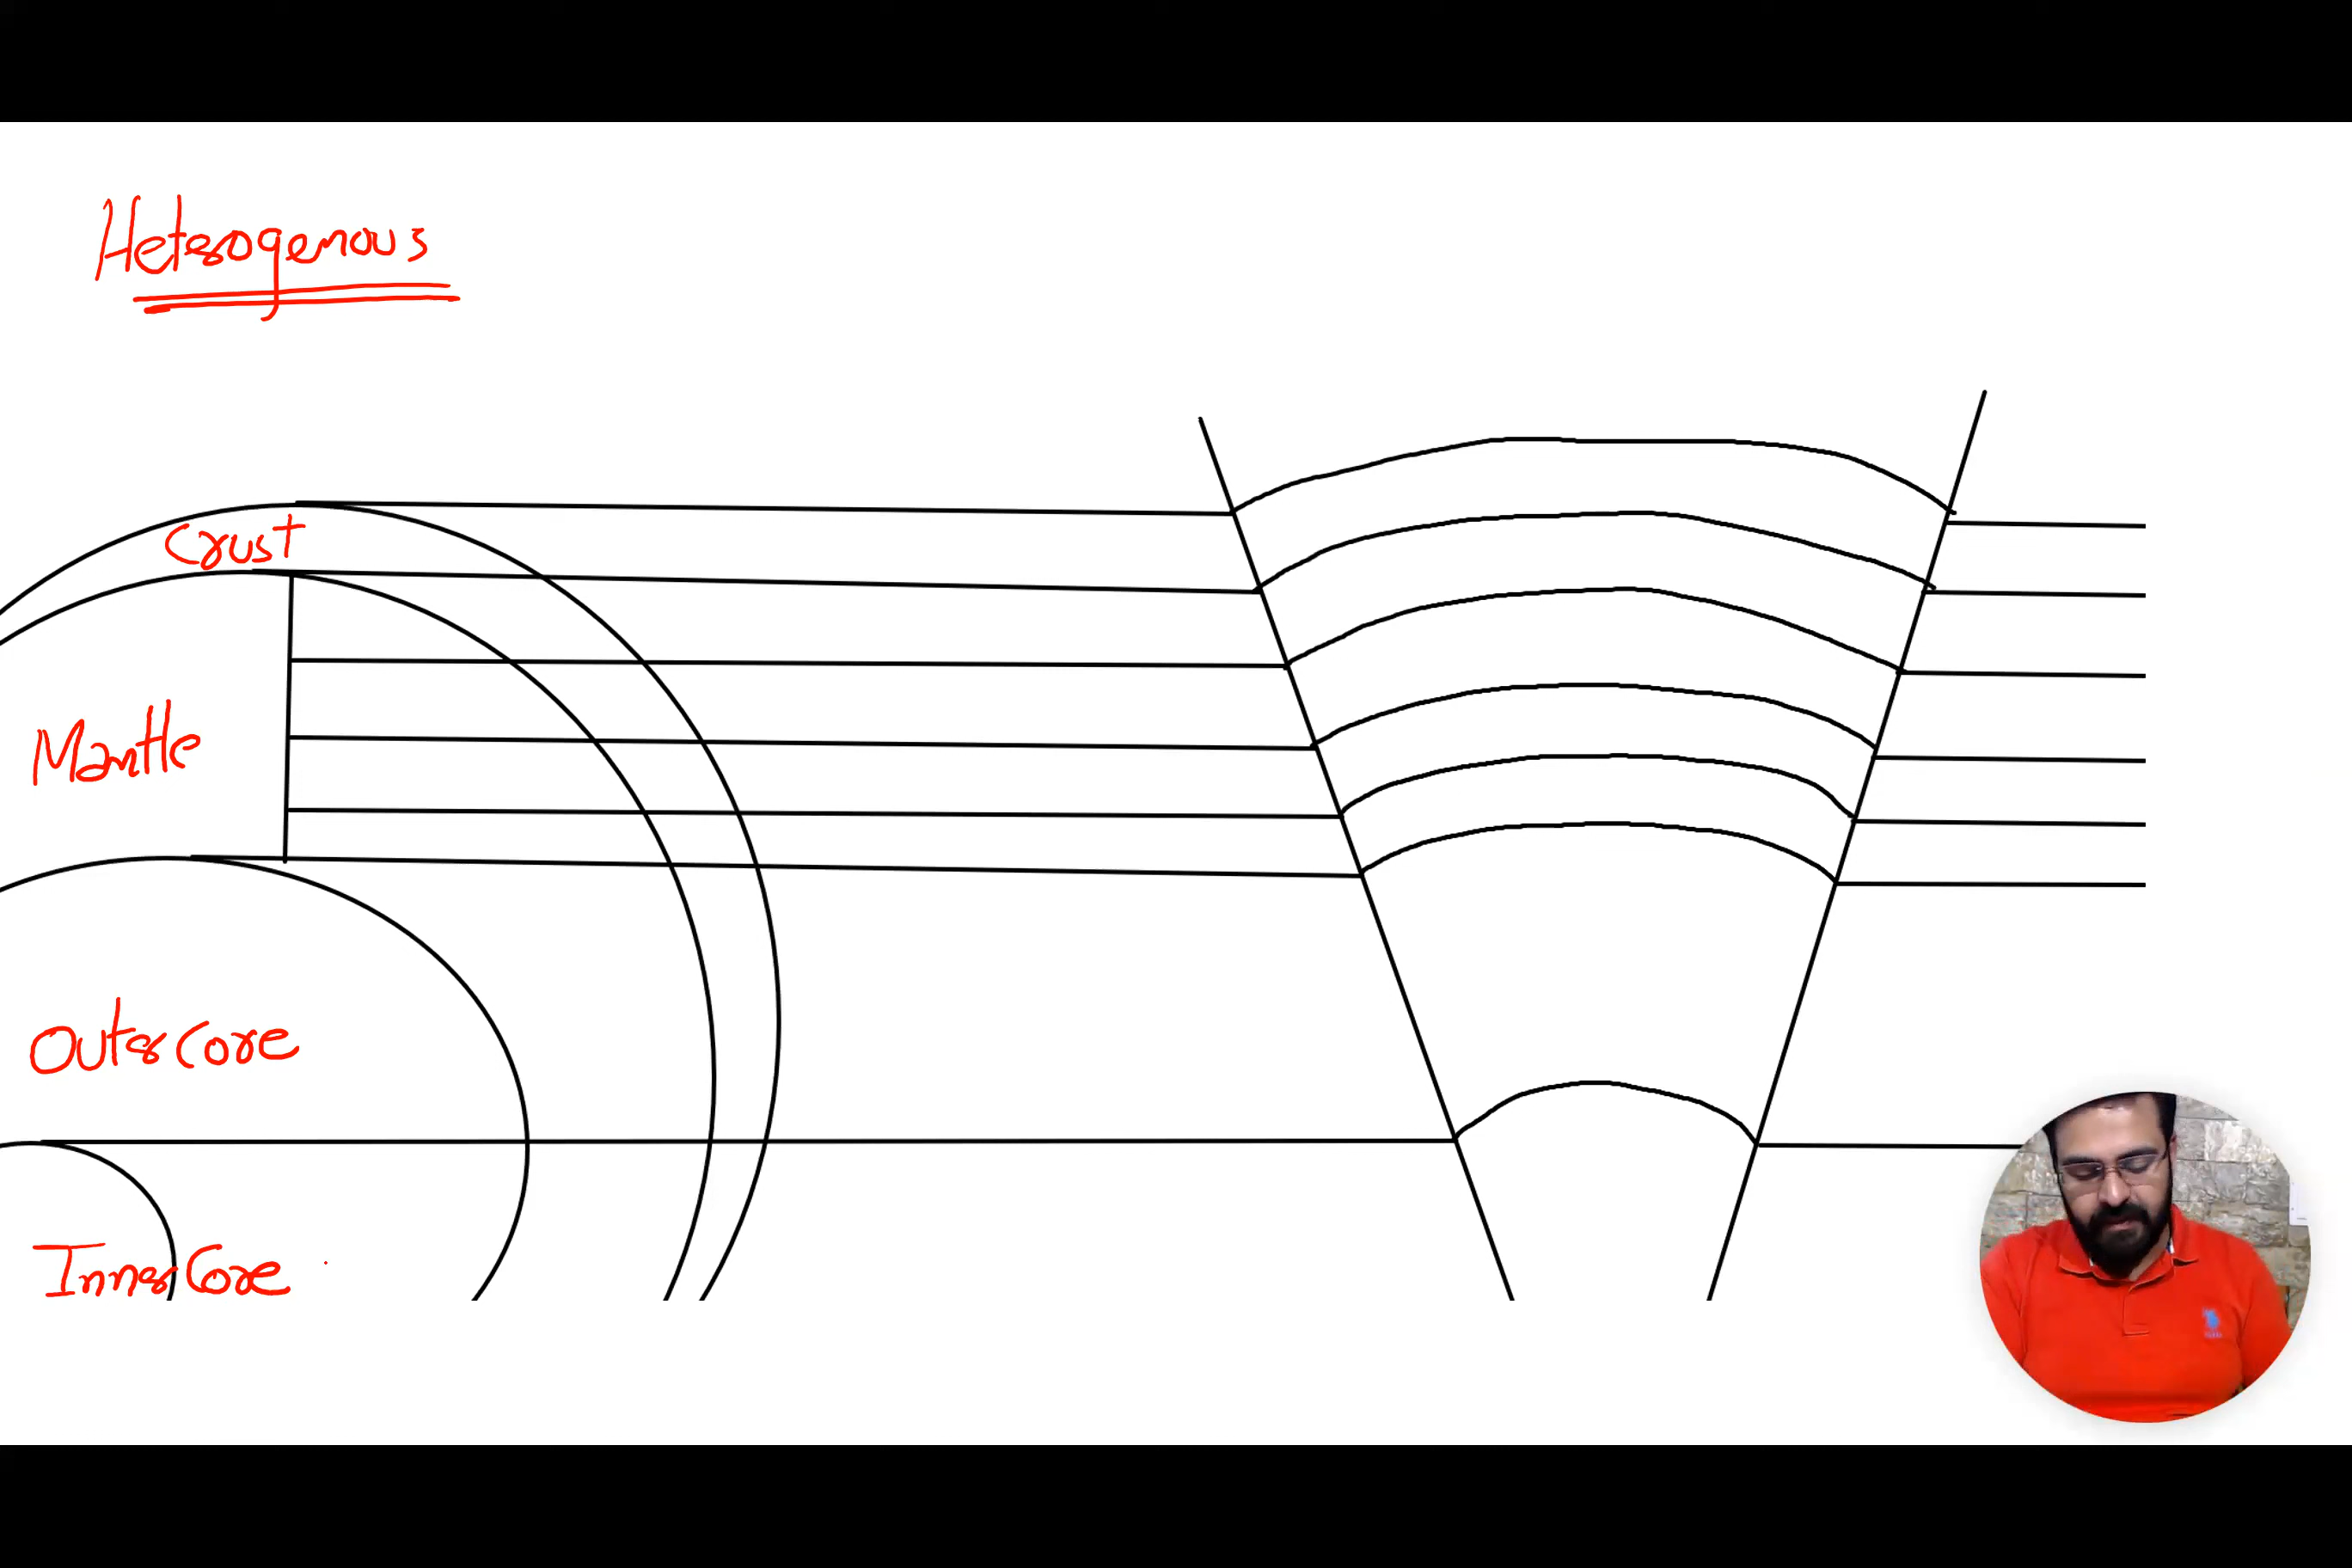 Heterogenous
Crust
Mantle
Outer Core
Inner Core